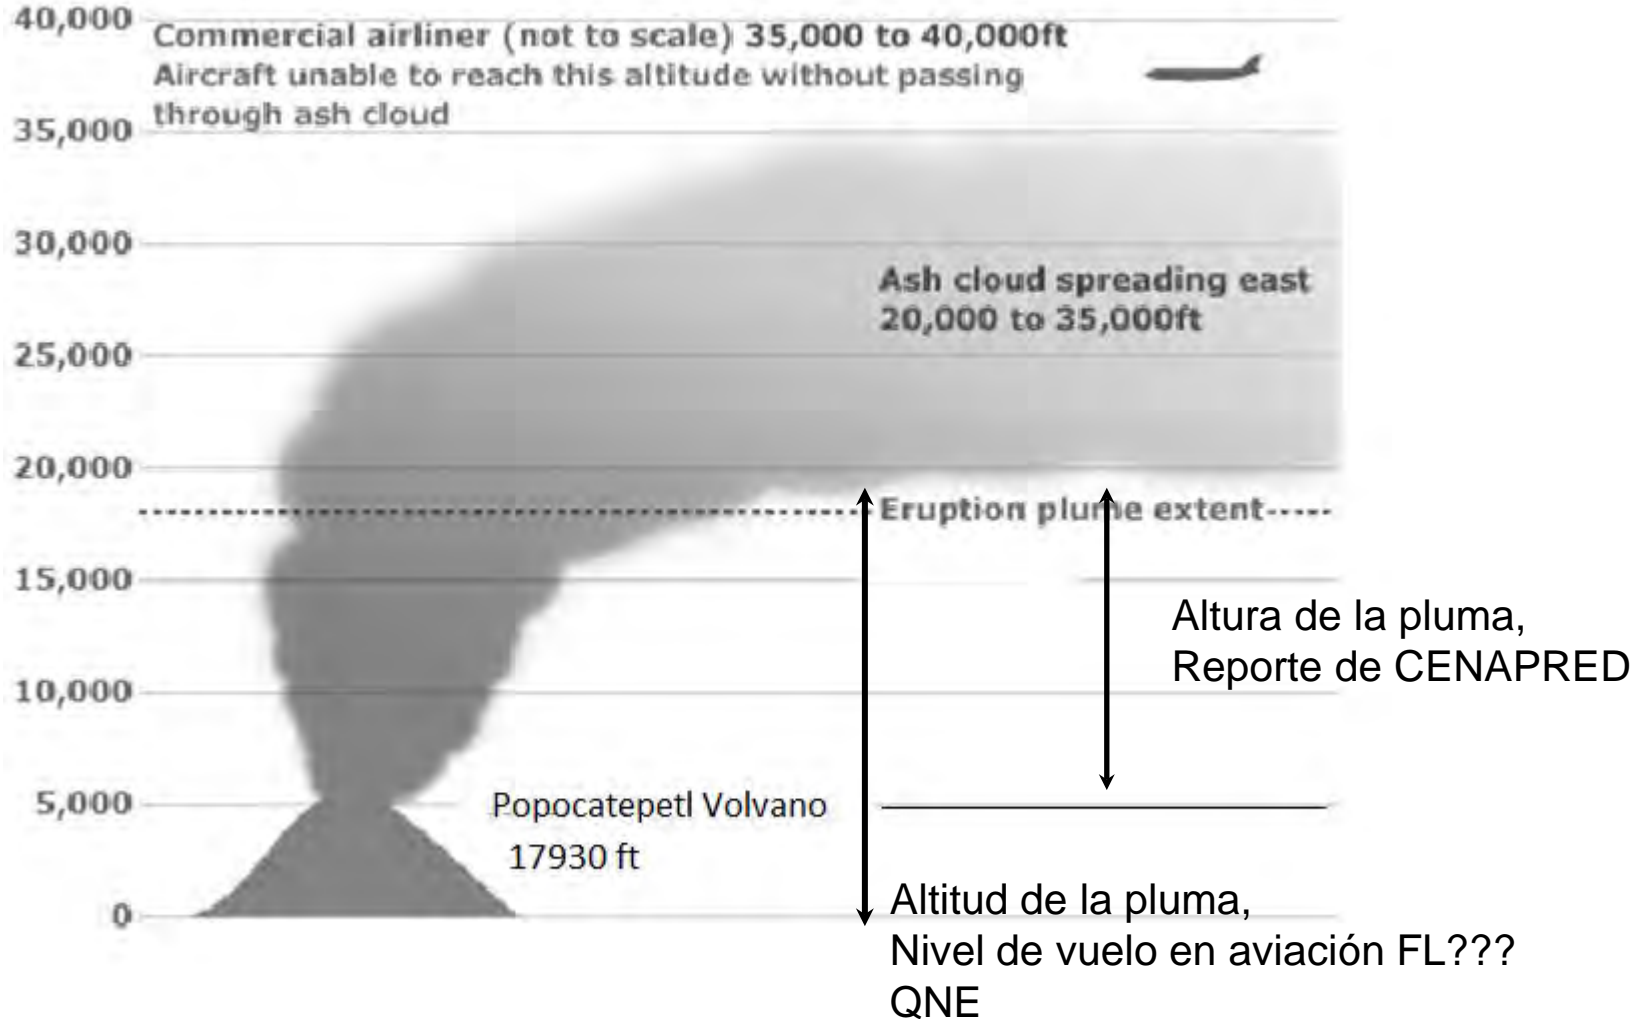 40,000
Commercial airliner (not to scale) 35,000 to 40,000ft
Aircraft unable to reach this altitude without passing
through ash cloud
35,000
30,000
Ash cloud spreading east
20,000 to 35,000ft
25,000
20,000
Eruption plume extent
15,000
Altura de la pluma,
Reporte de CENAPRED
10,000
5,000
Popocatepetl Volvano
17930 ft
0
Altitud de la pluma,
Nivel de vuelo en aviación FL???
QNE